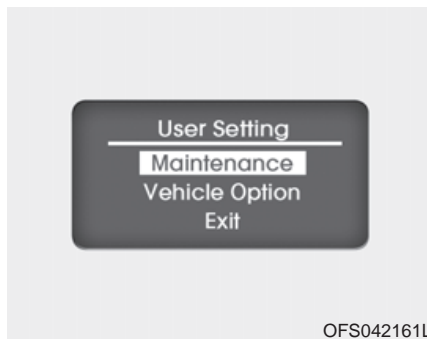 User Setting
Maintenance
Vehicle Option
Exit
OFS042161L